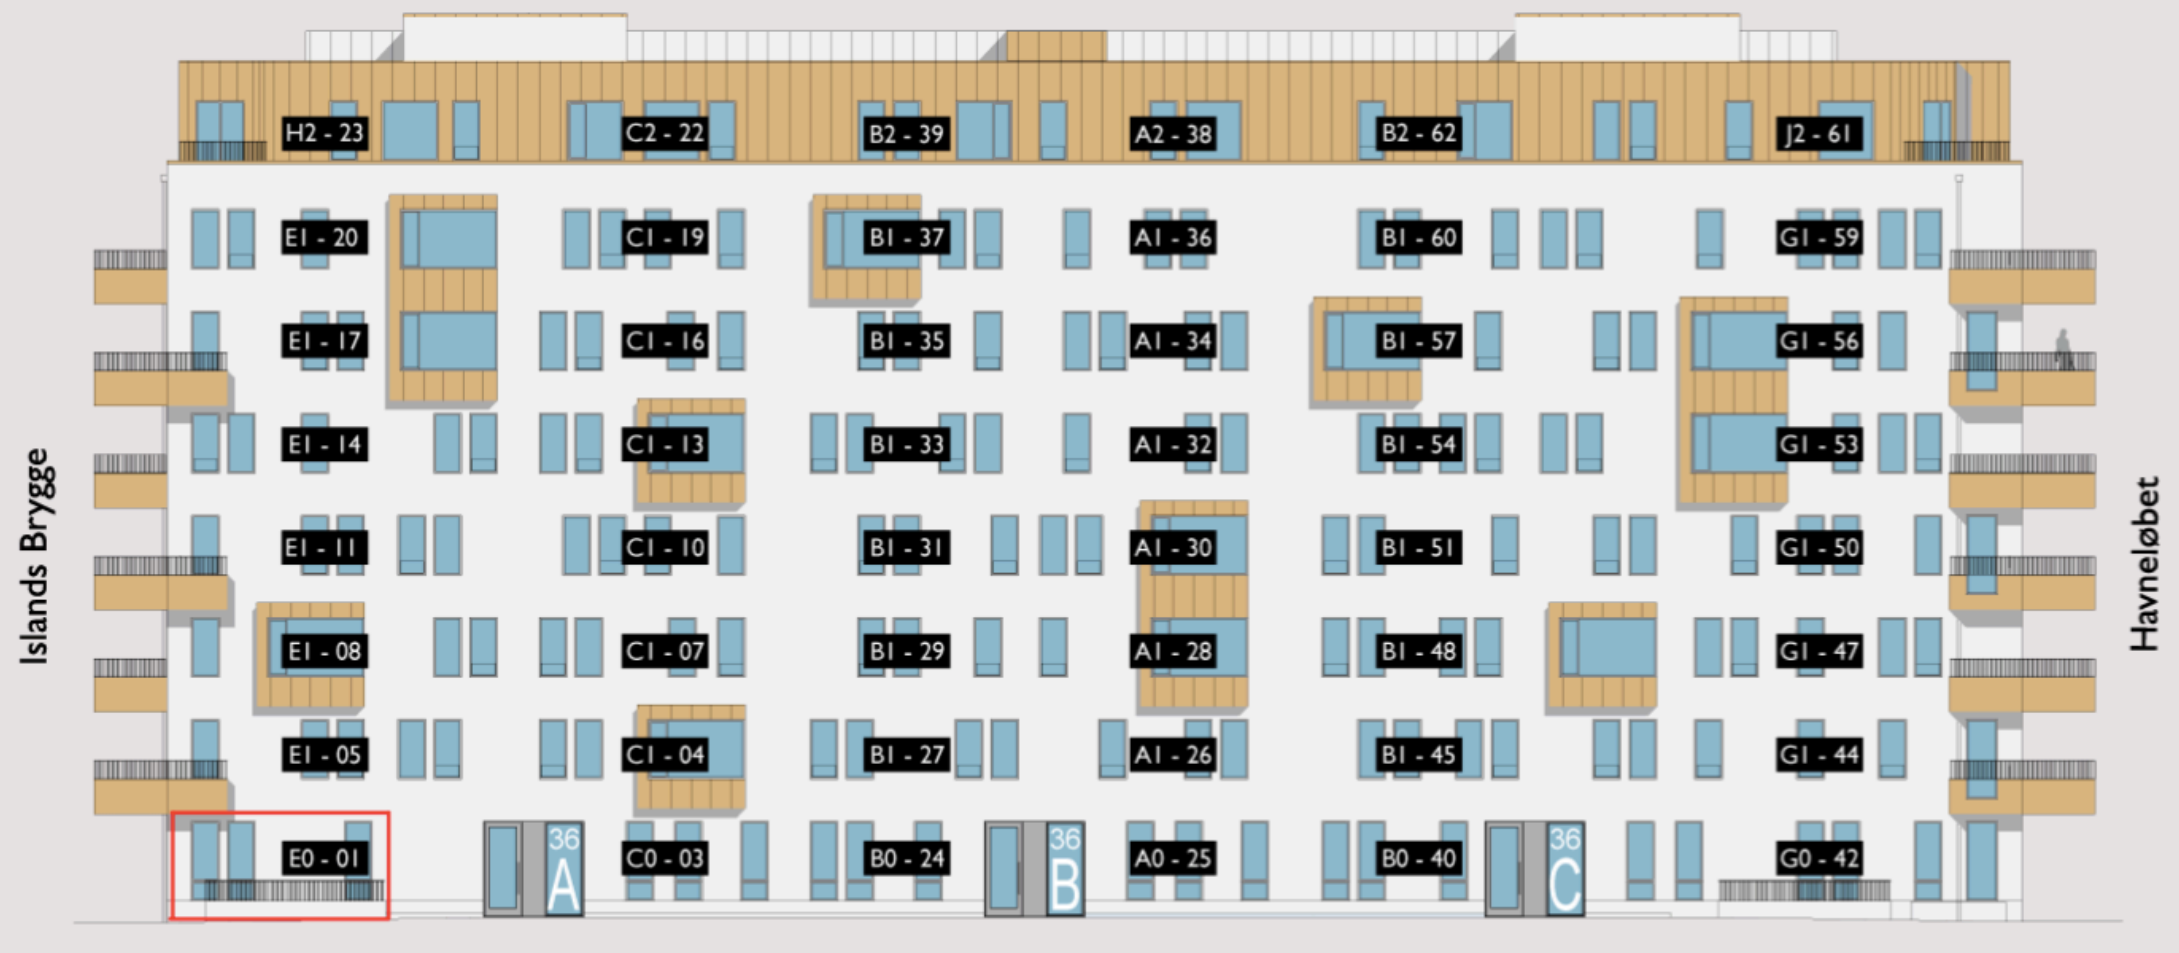 H2 - 23
C2 - 22
B2 - 39
A2 - 38
B2 - 62
J2 - 61
E1 - 20
C1 - 19
B1 - 37
A1 - 36
B1 - 60
G1 - 59
E1 - 17
C1 - 16
B1 - 35
A1 - 34
B1 - 57
G1 - 56
E1 - 14
C1 - 13
B1 - 33
A1 - 32
B1 - 54
G1 - 53
E1 - 11
C1 - 10
B1 - 31
A1 - 30
B1 - 51
G1 - 50
E1 - 08
C1 - 07
B1 - 29
A1 - 28
B1 - 48
G1 - 47
E1 - 05
C1 - 04
B1 - 27
A1 - 26
B1 - 45
G1 - 44
E0 - 01
36
A
C0 - 03
B0 - 24
36
B
A0 - 25
B0 - 40
36
C
G0 - 42
Islands Brygge
Havneløbet